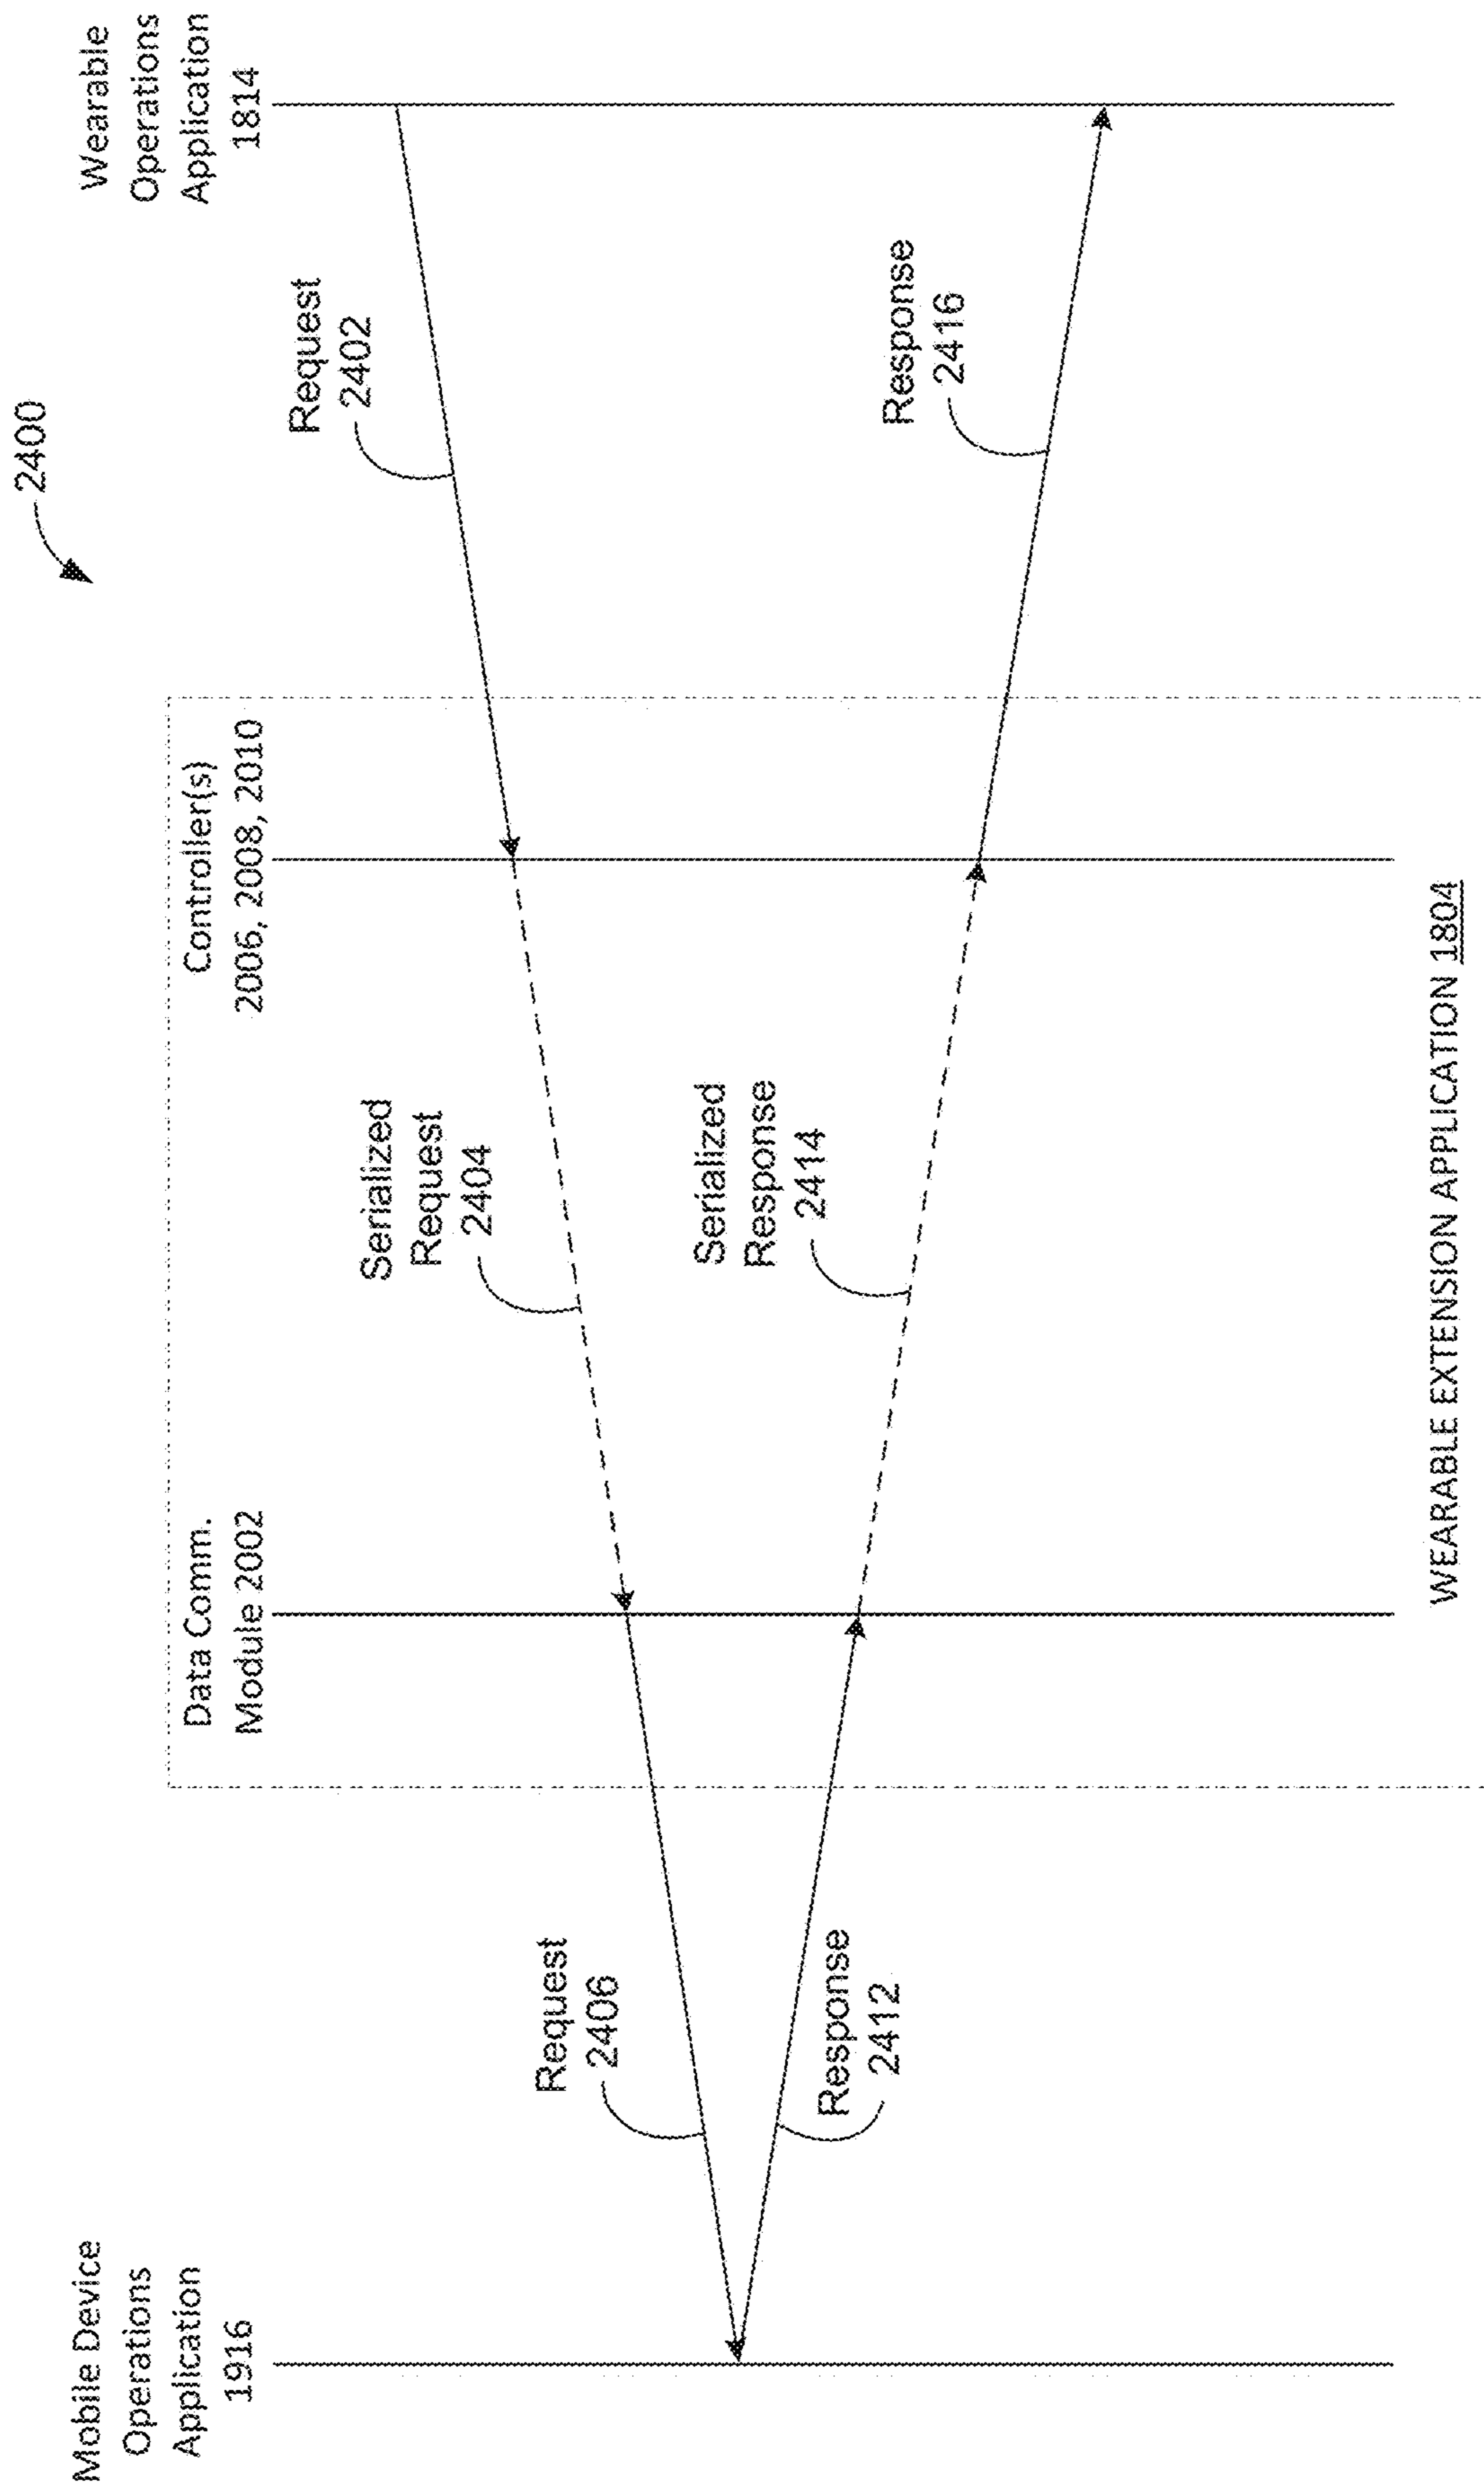 2400
Mobile Device
Operations
Application
1916
Data Comm.
Module 2002
Controller(s)
2006, 2008, 2010
Wearable
Operations
Application
1814
Request
2402
Serialized
Request
2404
Request
2406
Response
2412
Serialized
Response
2414
Response
2416
WEARABLE EXTENSION APPLICATION 1804